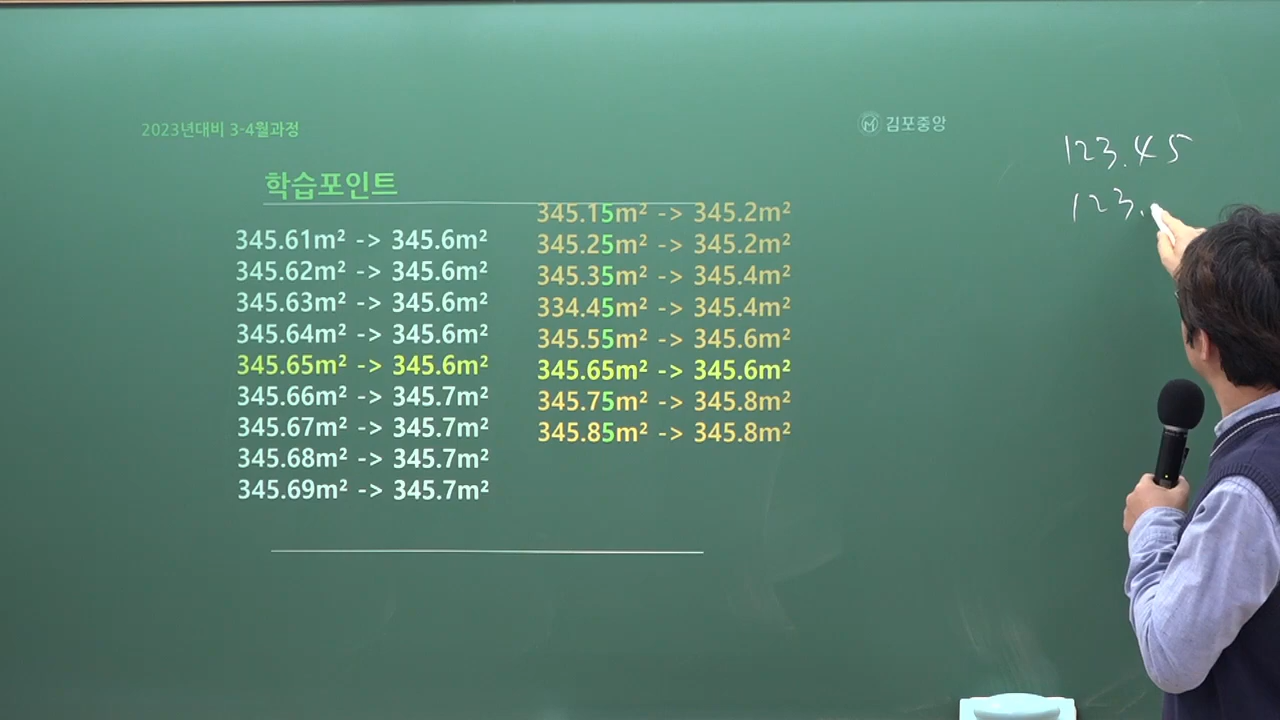 2023년대비 3-4월과정
김포중앙
학습포인트
345.61m² -> 345.6m²
345.62m² -> 345.6m²
345.63m² -> 345.6m²
345.64m² -> 345.6m²
345.65m² -> 345.6m²
345.66m² -> 345.7m²
345.67m² -> 345.7m²
345.68m² -> 345.7m²
345.69m² -> 345.7m²
345.15m² -> 345.2m²
345.25m² -> 345.2m²
345.35m² -> 345.4m²
334.45m² -> 345.4m²
345.55m² -> 345.6m²
345.65m² -> 345.6m²
345.75m² -> 345.8m²
345.85m² -> 345.8m²
123.45
123.